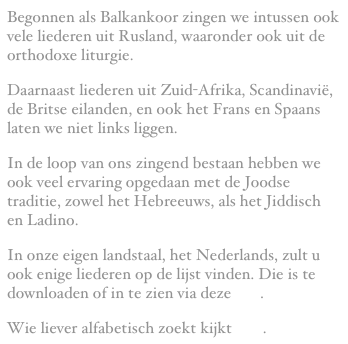 Begonnen als Balkankoor zingen we intussen ook
vele liederen uit Rusland, waaronder ook uit de
orthodoxe liturgie.
Daarnaast liederen uit Zuid-Afrika, Scandinavië,
de Britse eilanden, en ook het Frans en Spaans
laten we niet links liggen.
In de loop van ons zingend bestaan hebben we
ook veel ervaring opgedaan met de Joodse
traditie, zowel het Hebreeuws, als het Jiddisch
en Ladino.
In onze eigen landstaal, het Nederlands, zult u
ook enige liederen op de lijst vinden. Die is te
downloaden of in te zien via deze .
Wie liever alfabetisch zoekt kijkt .